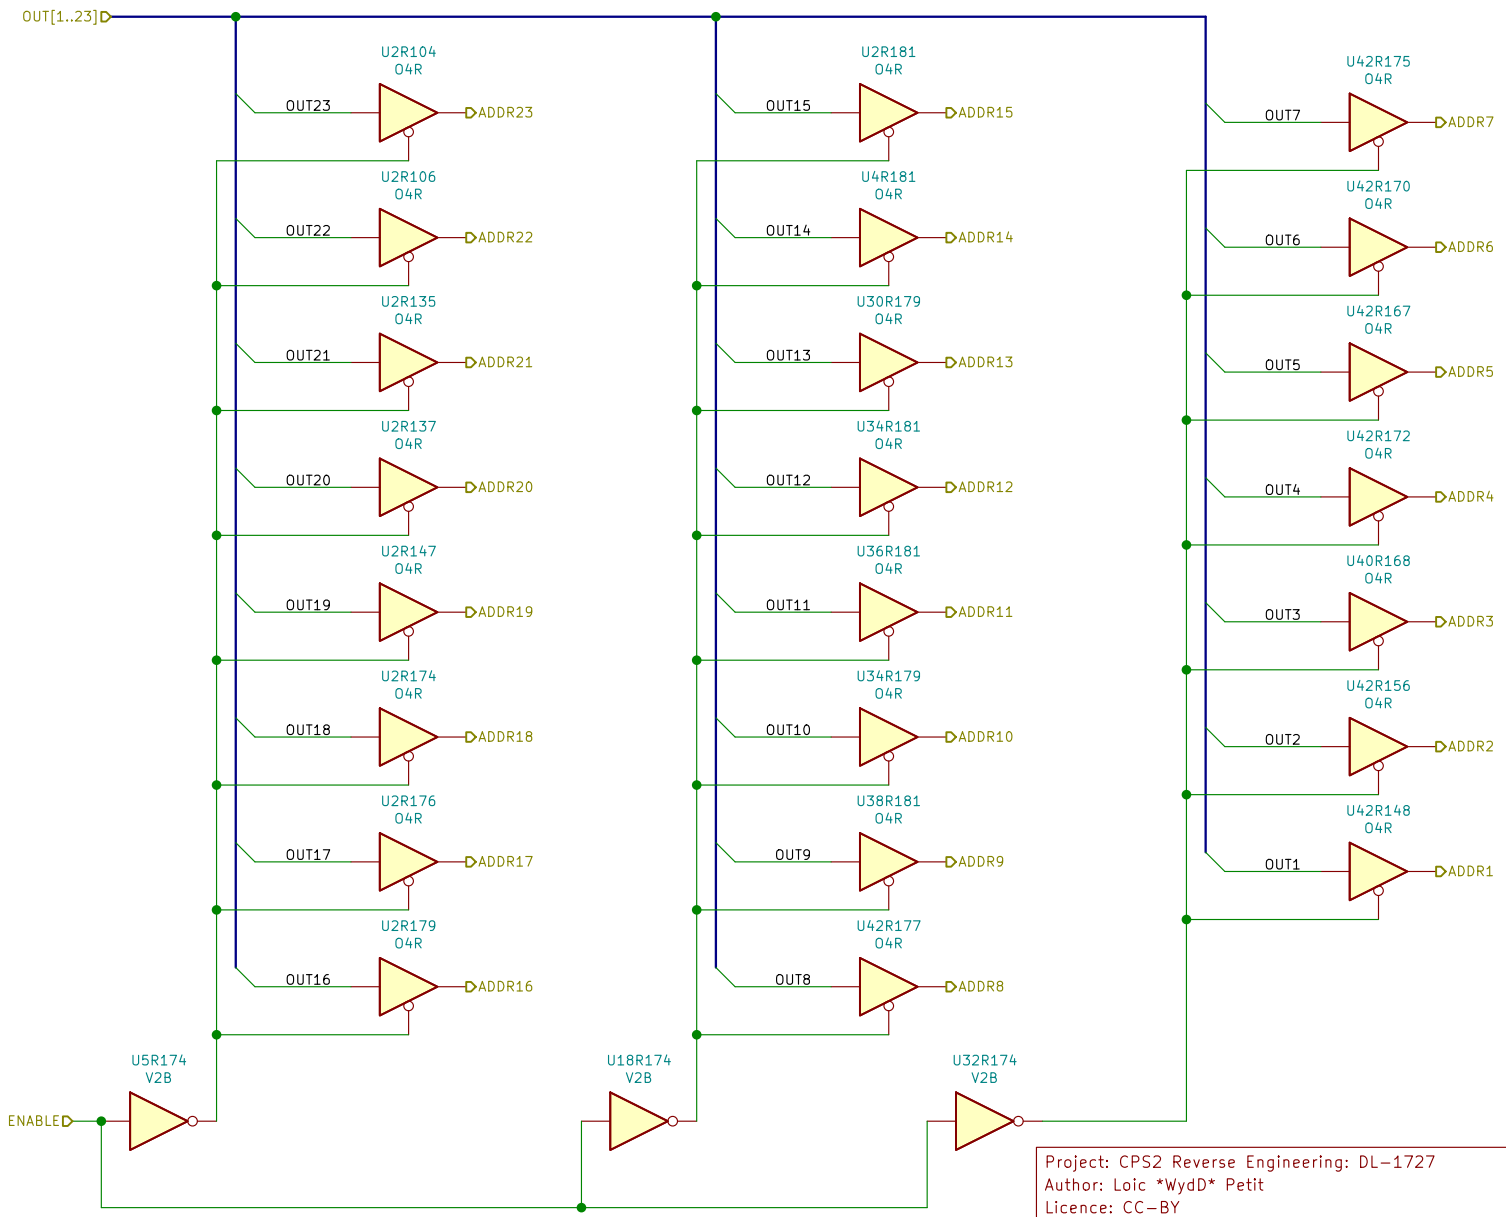 OUT[1..23]
U2R104
O4R
OUT23
ADDR23
U2R106
O4R
OUT22
ADDR22
U2R135
O4R
OUT21
ADDR21
U2R137
O4R
OUT20
ADDR20
U2R147
O4R
OUT19
ADDR19
U2R174
O4R
OUT18
ADDR18
U2R176
O4R
OUT17
ADDR17
U2R179
O4R
OUT16
ADDR16
U2R181
O4R
OUT15
ADDR15
U4R181
O4R
OUT14
ADDR14
U30R179
O4R
OUT13
ADDR13
U34R181
O4R
OUT12
ADDR12
U36R181
O4R
OUT11
ADDR11
U34R179
O4R
OUT10
ADDR10
U38R181
O4R
OUT9
ADDR9
U42R177
O4R
OUT8
ADDR8
U42R175
O4R
OUT7
ADDR7
U42R170
O4R
OUT6
ADDR6
U42R167
O4R
OUT5
ADDR5
U42R172
O4R
OUT4
ADDR4
U40R168
O4R
OUT3
ADDR3
U42R156
O4R
OUT2
ADDR2
U42R148
O4R
OUT1
ADDR1
ENABLE
U5R174
V2B
U18R174
V2B
U32R174
V2B
Project: CPS2 Reverse Engineering: DL-1727
Author: Loic *WydD* Petit
Licence: CC-BY